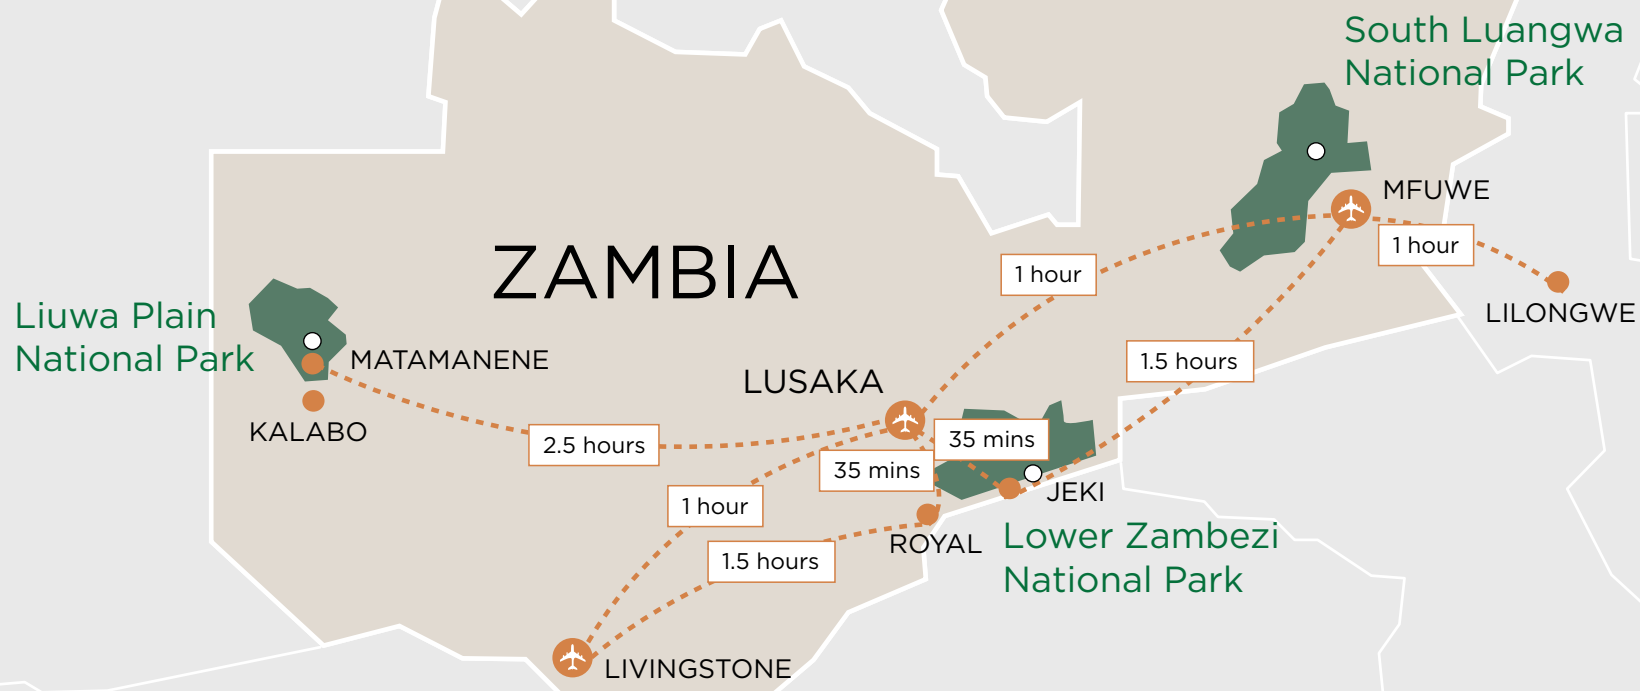 South Luangwa
National Park
MFUWE
1 hour
1 hour
LILONGWE
ZAMBIA
Liuwa Plain
National Park
MATAMANENE
KALABO
LUSAKA
1.5 hours
2.5 hours
35 mins
35 mins
1 hour
JEKI
ROYAL
Lower Zambezi
National Park
1.5 hours
LIVINGSTONE